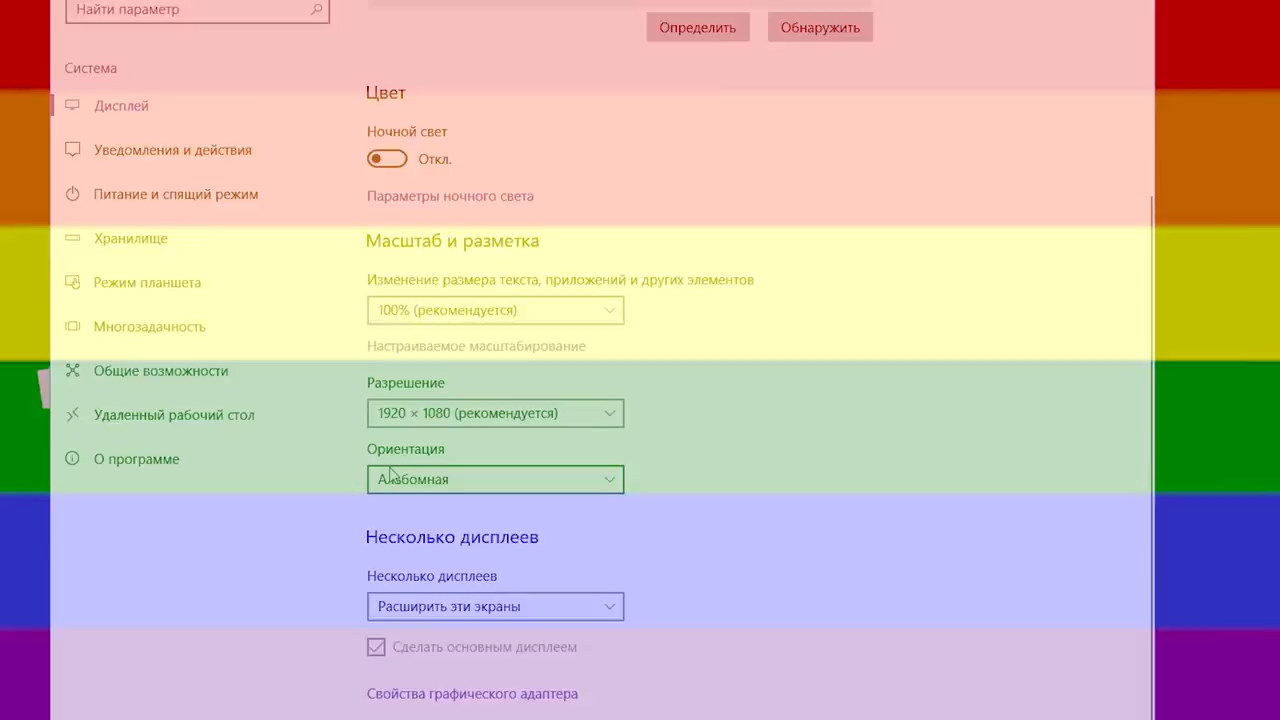 Найти параметр
Определить
Обнаружить
Система
Дисплей
Уведомления и действия
Питание и спящий режим
Хранилище
Режим планшета
Многозадачность
Общие возможности
Удаленный рабочий стол
О программе
Цвет
Ночной свет
Откл.
Параметры ночного света
Масштаб и разметка
Изменение размера текста, приложений и других элементов
100% (рекомендуется)
Настраиваемое масштабирование
Разрешение
1920 × 1080 (рекомендуется)
Ориентация
Альбомная
Несколько дисплеев
Несколько дисплеев
Расширить эти экраны
Сделать основным дисплеем
Свойства графического адаптера